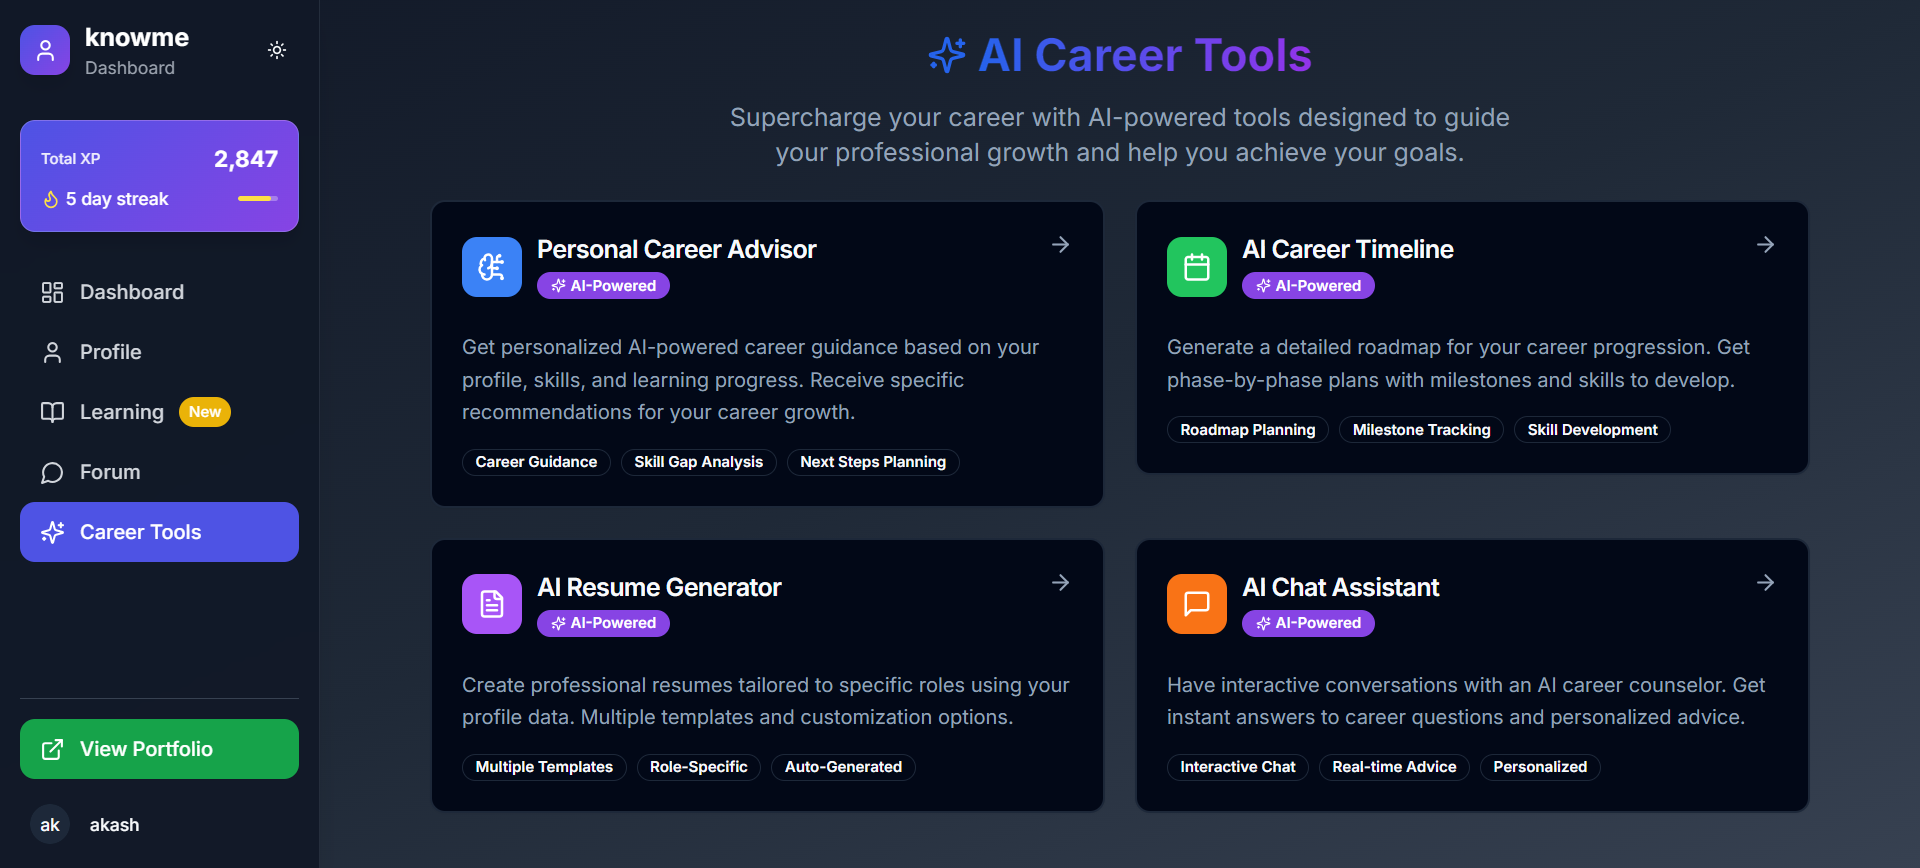 knowme
Dashboard
Total XP
2,847
5 day streak
Dashboard
Profile
Learning
New
Forum
Career Tools
View Portfolio
ak
akash
AI Career Tools
Supercharge your career with AI-powered tools designed to guide
your professional growth and help you achieve your goals.
Personal Career Advisor
AI-Powered
Get personalized AI-powered career guidance based on your
profile, skills, and learning progress. Receive specific
recommendations for your career growth.
Career Guidance
Skill Gap Analysis
Next Steps Planning
AI Career Timeline
AI-Powered
Generate a detailed roadmap for your career progression. Get
phase-by-phase plans with milestones and skills to develop.
Roadmap Planning
Milestone Tracking
Skill Development
AI Resume Generator
AI-Powered
Create professional resumes tailored to specific roles using your
profile data. Multiple templates and customization options.
Multiple Templates
Role-Specific
Auto-Generated
AI Chat Assistant
AI-Powered
Have interactive conversations with an AI career counselor. Get
instant answers to career questions and personalized advice.
Interactive Chat
Real-time Advice
Personalized